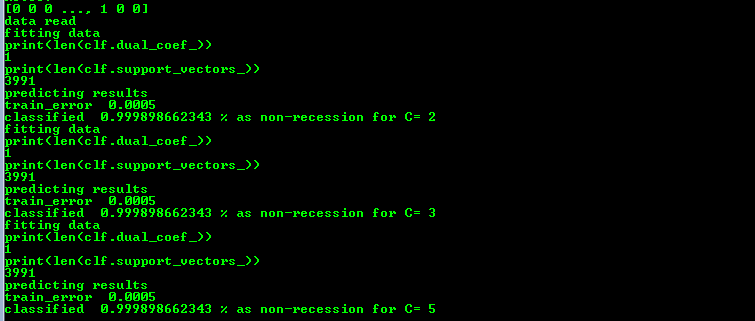 [0 0 0 ..., 1 0 0]
data read
fitting data
print(len(clf.dual_coef_))
1
print(len(clf.support_vectors_))
3991
predicting results
train_error  0.0005
classified  0.999898662343 % as non-recession for C= 2
fitting data
print(len(clf.dual_coef_))
1
print(len(clf.support_vectors_))
3991
predicting results
train_error  0.0005
classified  0.999898662343 % as non-recession for C= 3
fitting data
print(len(clf.dual_coef_))
1
print(len(clf.support_vectors_))
3991
predicting results
train_error  0.0005
classified  0.999898662343 % as non-recession for C= 5